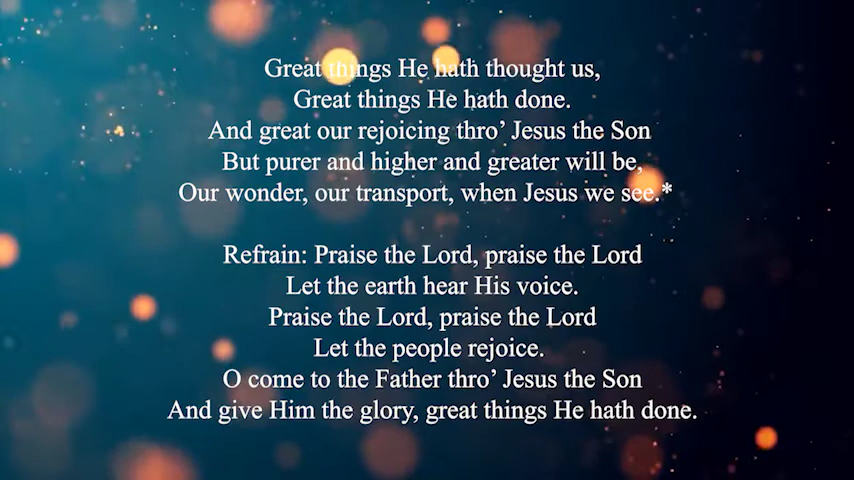 Great things He hath thought us,
Great things He hath done.
And great our rejoicing thro’ Jesus the Son
But purer and higher and greater will be,
Our wonder, our transport, when Jesus we see.*
Refrain: Praise the Lord, praise the Lord
Let the earth hear His voice.
Praise the Lord, praise the Lord
Let the people rejoice.
O come to the Father thro’ Jesus the Son
And give Him the glory, great things He hath done.